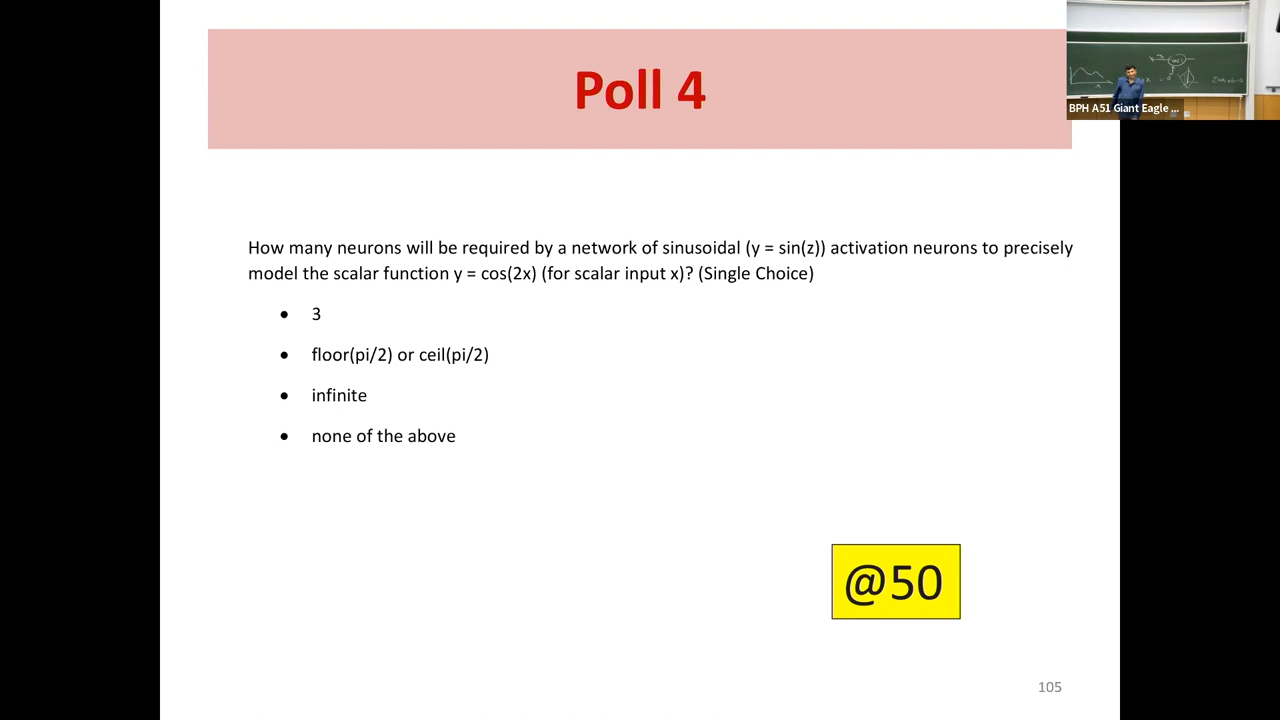 Poll 4
BPH A51 Giant Eagle ...
How many neurons will be required by a network of sinusoidal (y = sin(z)) activation neurons to precisely
model the scalar function y = cos(2x) (for scalar input x)? (Single Choice)
• 3
• floor(pi/2) or ceil(pi/2)
• infinite
• none of the above
@50
105